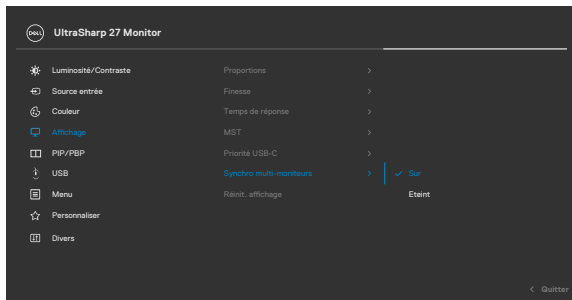 DELL UltraSharp 27 Monitor
Luminosité/Contraste Proportions
Source entrée Finesse
Couleur Temps de réponse
Affichage MST
PIP/PBP Priorité USB-C
USB Synchro multi-moniteurs Sur
Menu Réinit. affichage Eteint
Personnaliser
Divers
Quitter